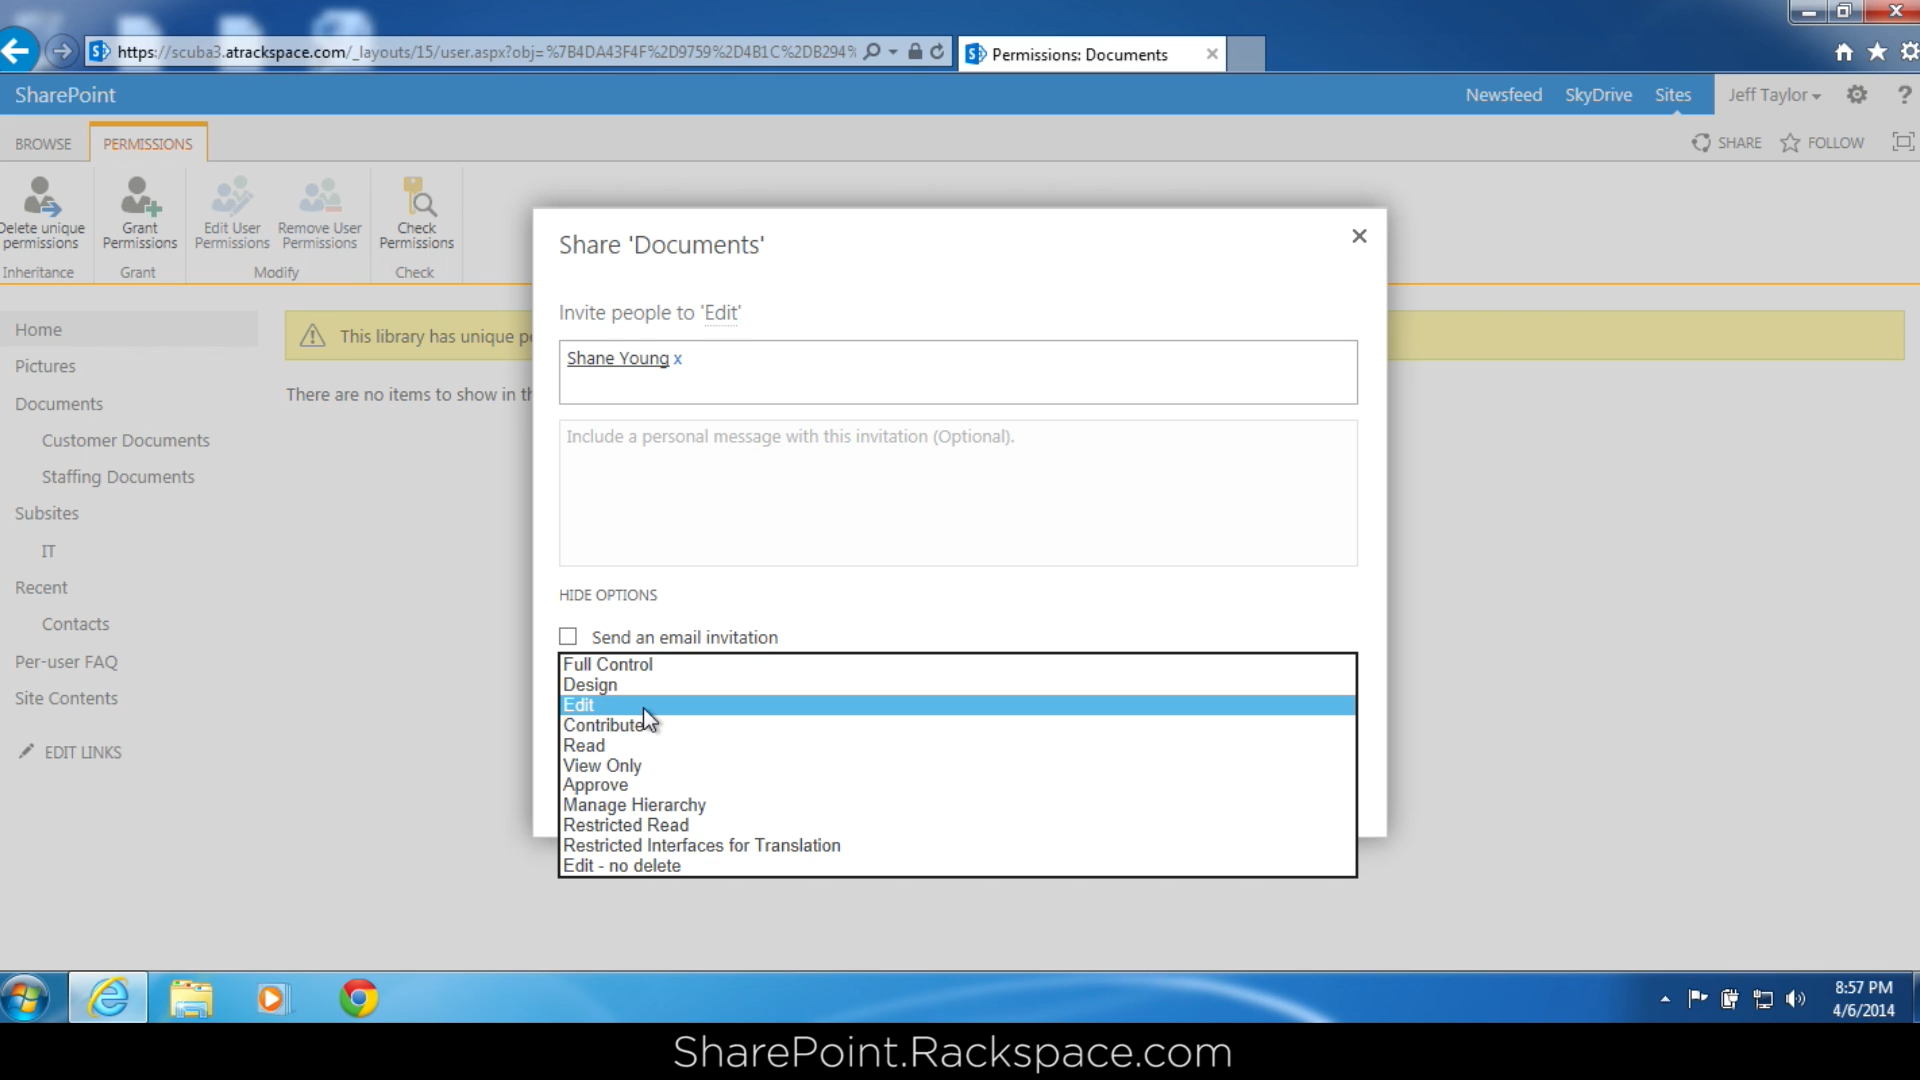 https://scuba3.atrackspace.com/_layouts/15/user.aspx?obj=%7B4DA43F4F%2D9759%2D4B1C%2DB294%
Permissions: Documents
SharePoint
Newsfeed
SkyDrive
Sites
Jeff Taylor
?
BROWSE
PERMISSIONS
SHARE
FOLLOW
Delete unique
permissions
Inheritance
Grant
Permissions
Grant
Edit User
Permissions
Remove User
Permissions
Modify
Check
Permissions
Check
Home
Pictures
Documents
Customer Documents
Staffing Documents
Subsites
IT
Recent
Contacts
Per-user FAQ
Site Contents
EDIT LINKS
This library has unique
There are no items to show in
Share 'Documents'
Invite people to 'Edit'
Shane Young x
Include a personal message with this invitation (Optional).
HIDE OPTIONS
Send an email invitation
Full Control
Design
Edit
Contribute
Read
View Only
Approve
Manage Hierarchy
Restricted Read
Restricted Interfaces for Translation
Edit - no delete
8:57 PM
4/6/2014
SharePoint.Rackspace.com